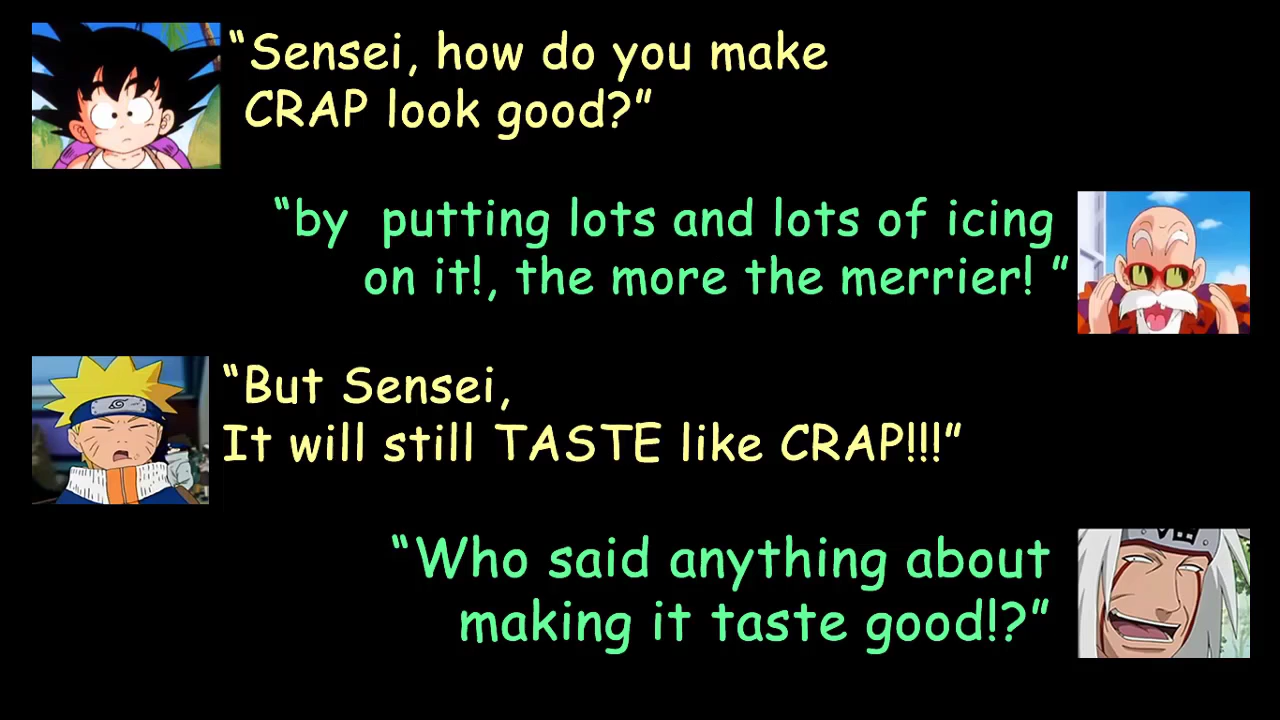 “Sensei, how do you make
CRAP look good?”
“by putting lots and lots of icing
on it!, the more the merrier! ”
“But Sensei,
It will still TASTE like CRAP!!!”
“Who said anything about
making it taste good!?”